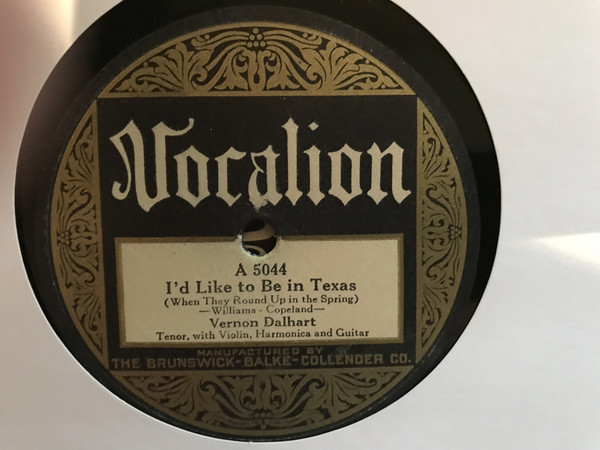 Vocalion
A 5044
I'd Like to Be in Texas
(When They Round Up in the Spring)
—Williams - Copeland—
Vernon Dalhart
Tenor, with Violin, Harmonica and Guitar
MANUFACTURED BY
THE BRUNSWICK-BALKE-COLLENDER CO.